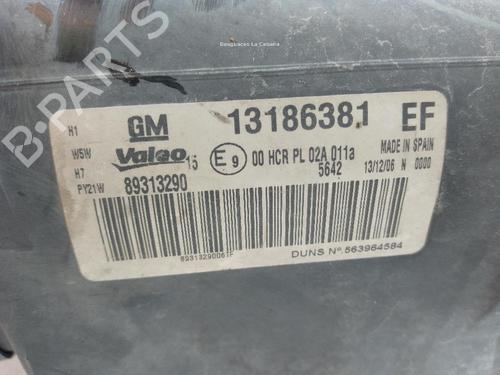 Desguaces La Cabaña
B-PARTS
H1 GM 13186381 EF
W5W Valeo 15 E9 00 HCR PL 02A 011a MADE IN SPAIN
H7 89313290 5642 13/12/06 N 0000
PY21W
DUNS Nº.563964584